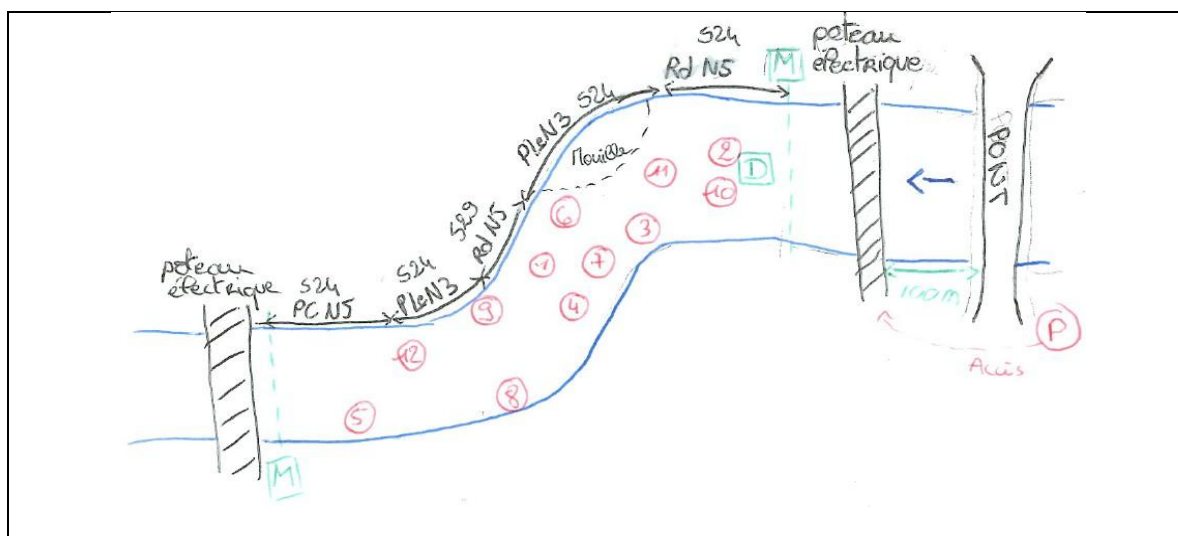 S24
Rd N5
M
poteau
électrique
S24
PLeN3
Mouille
PONT
2
D
11
10
S29
Rd N5
6
3
1
7
poteau
électrique
S24
PC N5
S24
PLeN3
9
4
100m
P
Accès
12
5
8
M